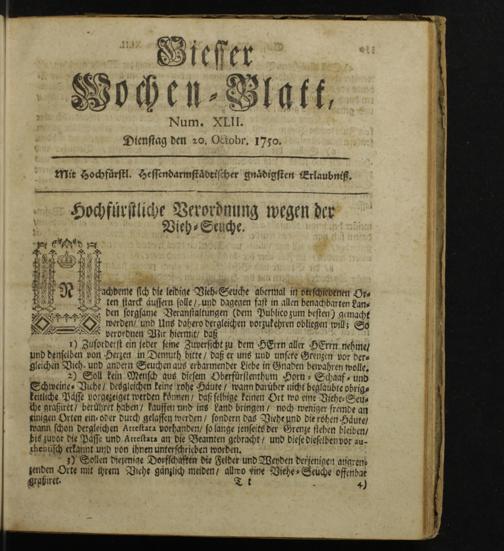 Giesser
Wochen-Blatt,
Num. XLII.
Dienstag den 20. Octobr. 1750.
Mit Hochfürstl. Hessendarmstädtischer gnädigsten Erlaubniß.
Hochfürstliche Verordnung wegen der
Vieh-Seuche.
Nachdeme sich die leidige Vieh-Seuche abermal in verschiedenen Or-
ten starck äussern solle/ und dagegen fast in allen benachbarten Lan-
den sorgsame Veranstaltungen (dem Publico zum besten) gemacht
werden/ und Uns dahero dergleichen vorzukehren obliegen will; So
verordnen Wir hiermit/ daß
1) Zuforderst ein jeder seine Zuversicht zu dem HErrn aller HErrn nehme/
und denselben von Hertzen in Demuth bitte/ daß er uns und unsere Grenzen vor der-
gleichen Vieh- und andern Seuchen aus erbarmender Liebe in Gnaden bewahren wolle.
2) Soll kein Mensch aus diesem Oberfürstenthum Horn- Schaaf- und
Schweine-Viehe/ desgleichen keine rohe Häute/ wann darüber nicht beglaubte obrig-
keitliche Pässe vorgezeiget werden können/ daß selbige keinen Ort wo eine Viehe-Seu-
che grasiret/ berühret haben/ kauffen und ins Land bringen/ noch weniger fremde an
einigen Orten ein- oder durch gelassen werden/ sondern das Viehe und die rohen Häute/
wann schon dergleichen Attestata vorhanden/ so lange jenseits der Grenze stehen bleiben/
bis zuvor die Pässe und Attestata an die Beamten gebracht/ und diese dieselben vor au-
thentisch erkannt und von ihnen unterschrieben worden.
3) Sollen diejenige Dorfschafften die Felder und Weyden derjenigen angren-
zenden Orte mit ihrem Viehe gänzlich meiden/ allwo eine Viehe-Seuche offenbar
grasiret.
T t
4)